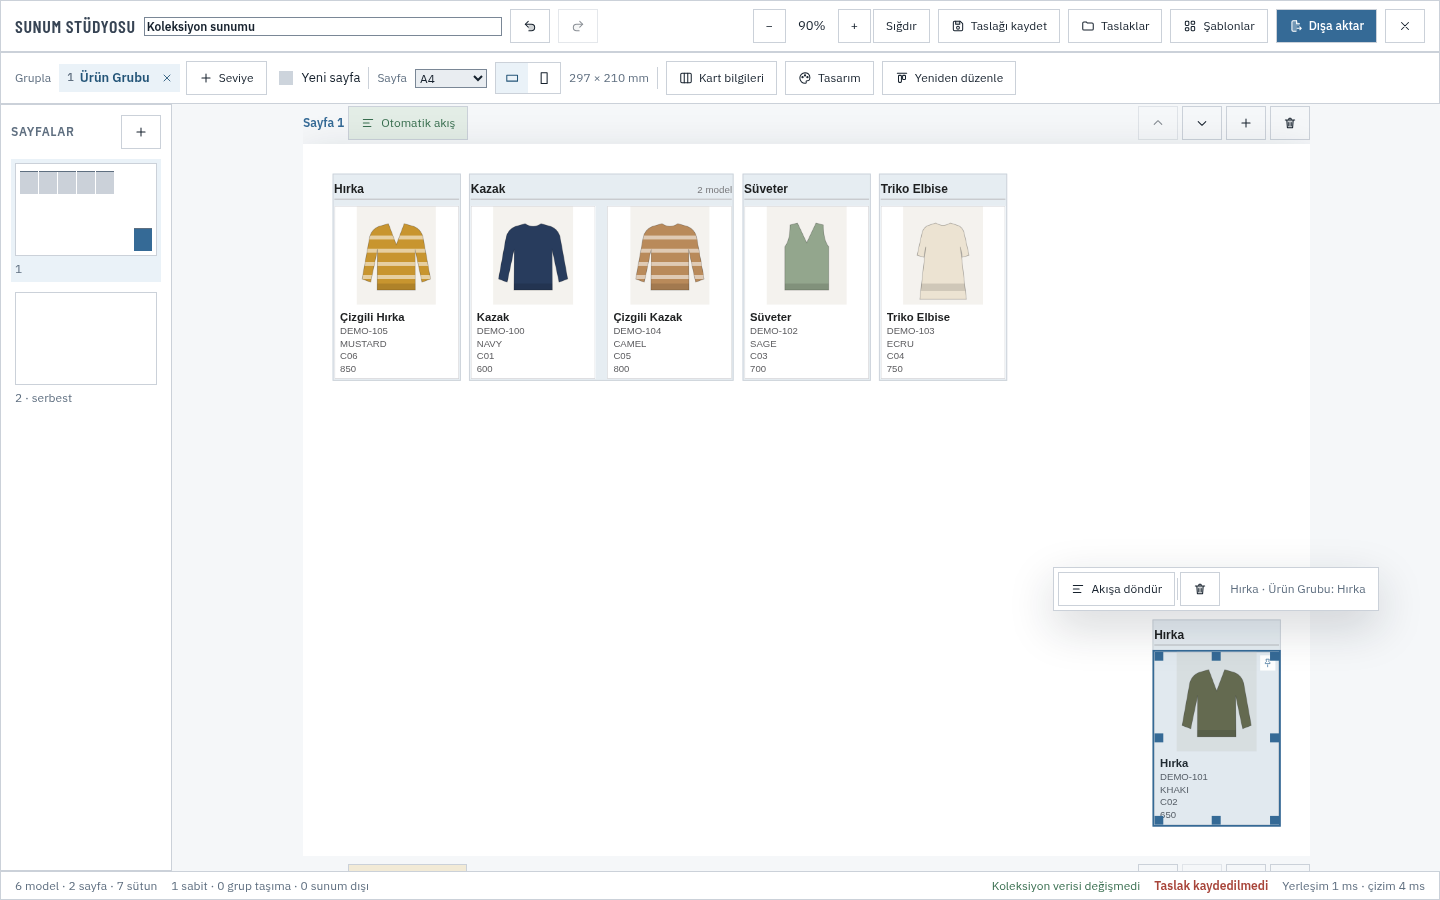 SUNUM STÜDYOSU Koleksiyon sunumu − 90% + Sığdır Taslağı kaydet Taslaklar Şablonlar Dışa aktar
Grupla 1 Ürün Grubu × + Seviye Yeni sayfa Sayfa A4 297 × 210 mm Kart bilgileri Tasarım Yeniden düzenle
SAYFALAR +
1
2 · serbest
Sayfa 1 Otomatik akış
Hırka
Çizgili Hırka
DEMO-105
MUSTARD
C06
850
Kazak 2 model
Kazak
DEMO-100
NAVY
C01
600
Çizgili Kazak
DEMO-104
CAMEL
C05
800
Süveter
Süveter
DEMO-102
SAGE
C03
700
Triko Elbise
Triko Elbise
DEMO-103
ECRU
C04
750
Akışa döndür Hırka · Ürün Grubu: Hırka
Hırka
Hırka
DEMO-101
KHAKI
C02
650
6 model · 2 sayfa · 7 sütun 1 sabit · 0 grup taşıma · 0 sunum dışı Koleksiyon verisi değişmedi Taslak kaydedilmedi Yerleşim 1 ms · çizim 4 ms